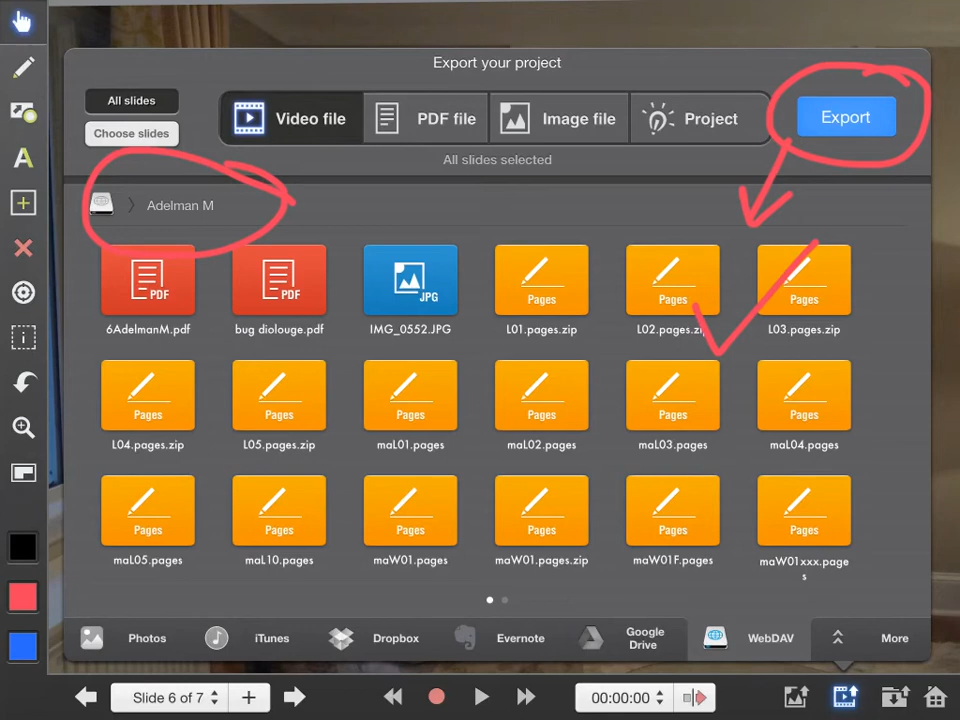 Export your project
All slides
Choose slides
Video file
PDF file
Image file
Project
Export
All slides selected
Adelman M
PDF
PDF
JPG
Pages
Pages
Pages
6AdelmanM.pdf
bug diolouge.pdf
IMG_0552.JPG
L01.pages.zip
L02.pages.zip
L03.pages.zip
Pages
Pages
Pages
Pages
Pages
Pages
L04.pages.zip
L05.pages.zip
maL01.pages
maL02.pages
maL03.pages
maL04.pages
Pages
Pages
Pages
Pages
Pages
Pages
maL05.pages
maL10.pages
maW01.pages
maW01.pages.zip
maW01F.pages
maW01xxx.page
s
Photos
iTunes
Dropbox
Evernote
Google
Drive
WebDAV
More
Slide 6 of 7
00:00:00